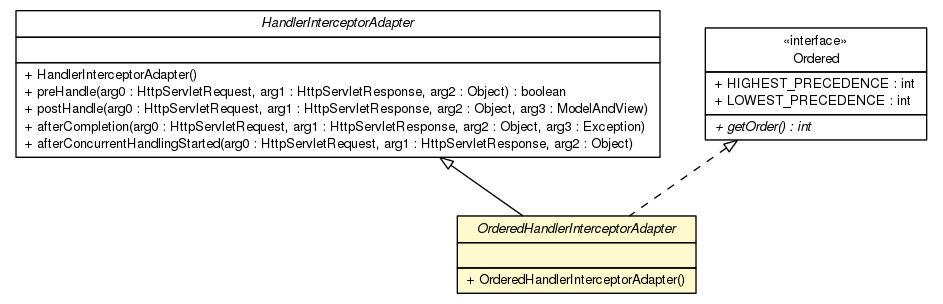 HandlerInterceptorAdapter
+ HandlerInterceptorAdapter()
+ preHandle(arg0 : HttpServletRequest, arg1 : HttpServletResponse, arg2 : Object) : boolean
+ postHandle(arg0 : HttpServletRequest, arg1 : HttpServletResponse, arg2 : Object, arg3 : ModelAndView)
+ afterCompletion(arg0 : HttpServletRequest, arg1 : HttpServletResponse, arg2 : Object, arg3 : Exception)
+ afterConcurrentHandlingStarted(arg0 : HttpServletRequest, arg1 : HttpServletResponse, arg2 : Object)
«interface»
Ordered
+ HIGHEST_PRECEDENCE : int
+ LOWEST_PRECEDENCE : int
+ getOrder() : int
OrderedHandlerInterceptorAdapter
+ OrderedHandlerInterceptorAdapter()